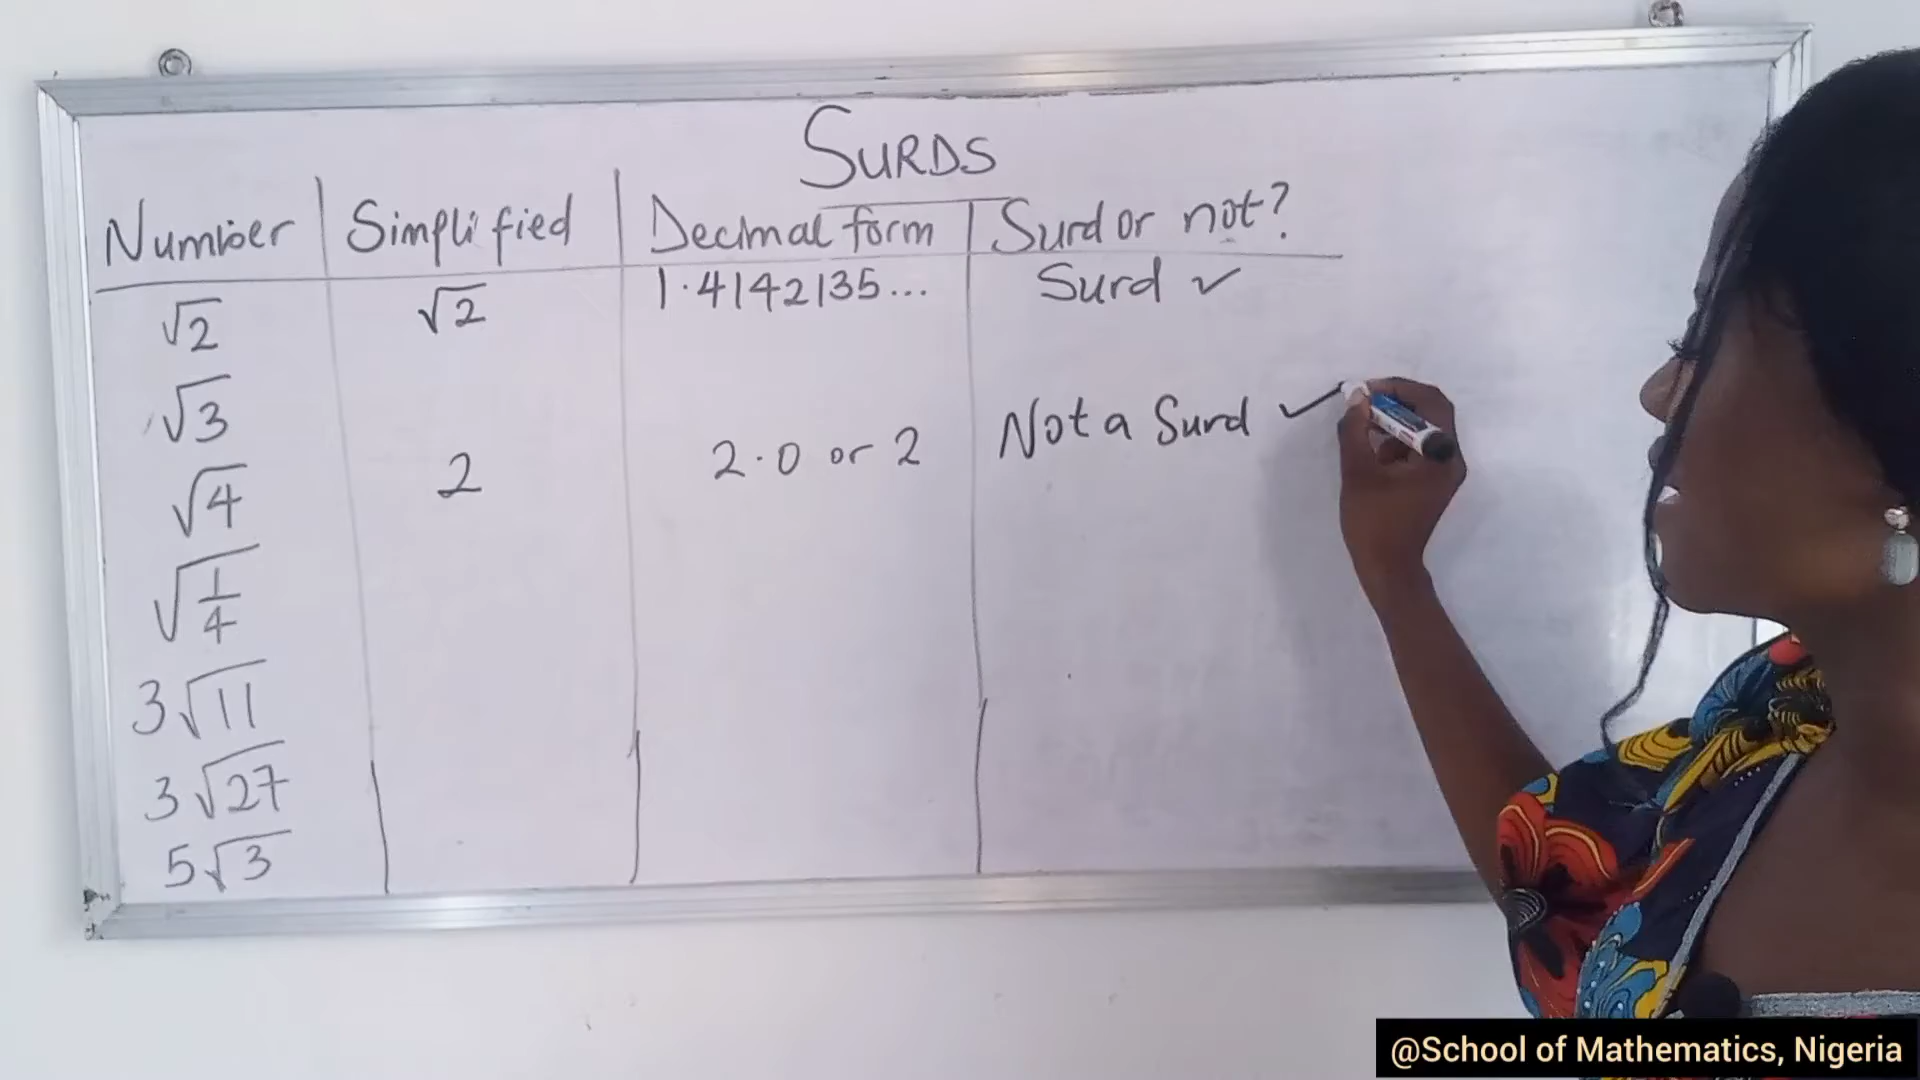 SURDS
Number Simplified Decimal form Surd or not?
√2 √2 1.4142135... Surd ✓
√3
√4 2 2.0 or 2 Not a Surd ✓
√1/4
3√11
3√27
5√3
@School of Mathematics, Nigeria